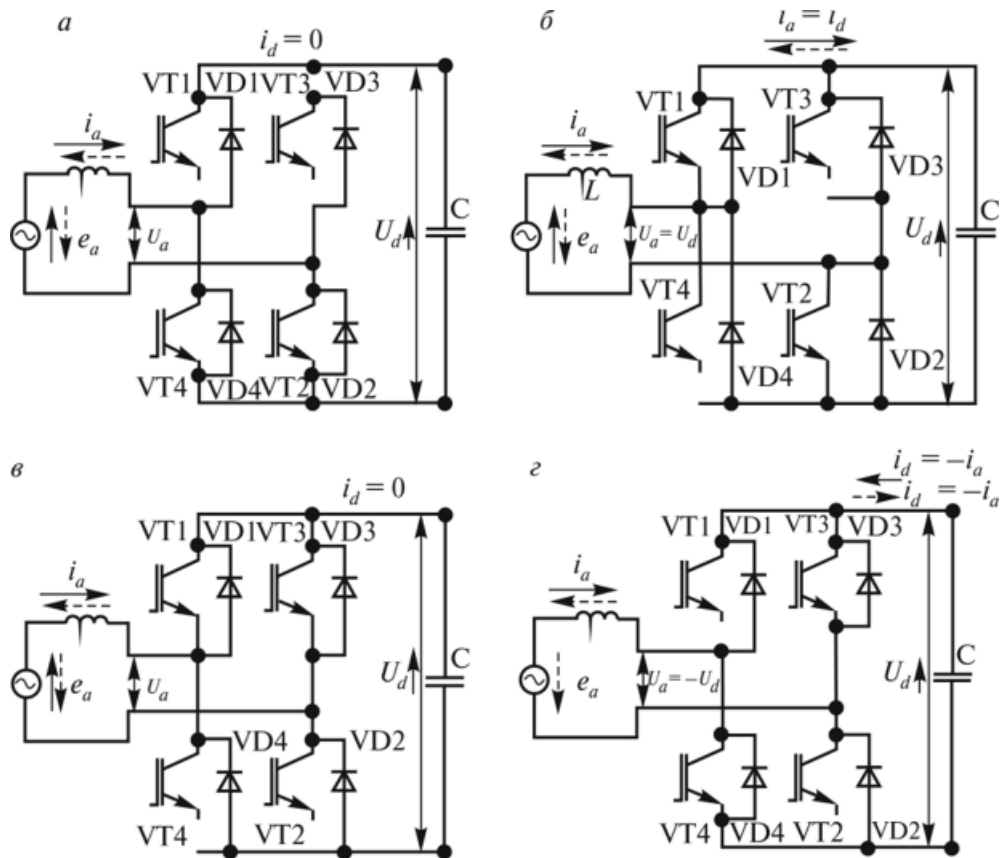 а
i_d = 0
VT1 VD1 VT3 VD3
i_a
e_a
U_a
U_d
C
VT4 VD4 VT2 VD2
б
i_a = i_d
VT1
VT3
i_a
VD1
VD3
L
e_a
U_a = U_d
U_d
C
VT4
VT2
VD4
VD2
в
i_d = 0
VT1 VD1 VT3 VD3
i_a
e_a
U_a
U_d
C
VD4 VD2
VT4 VT2
г
i_d = –i_a
i_d = –i_a
VT1 VD1 VT3 VD3
i_a
e_a
U_a = –U_d
U_d
C
VT4 VD4 VT2 VD2